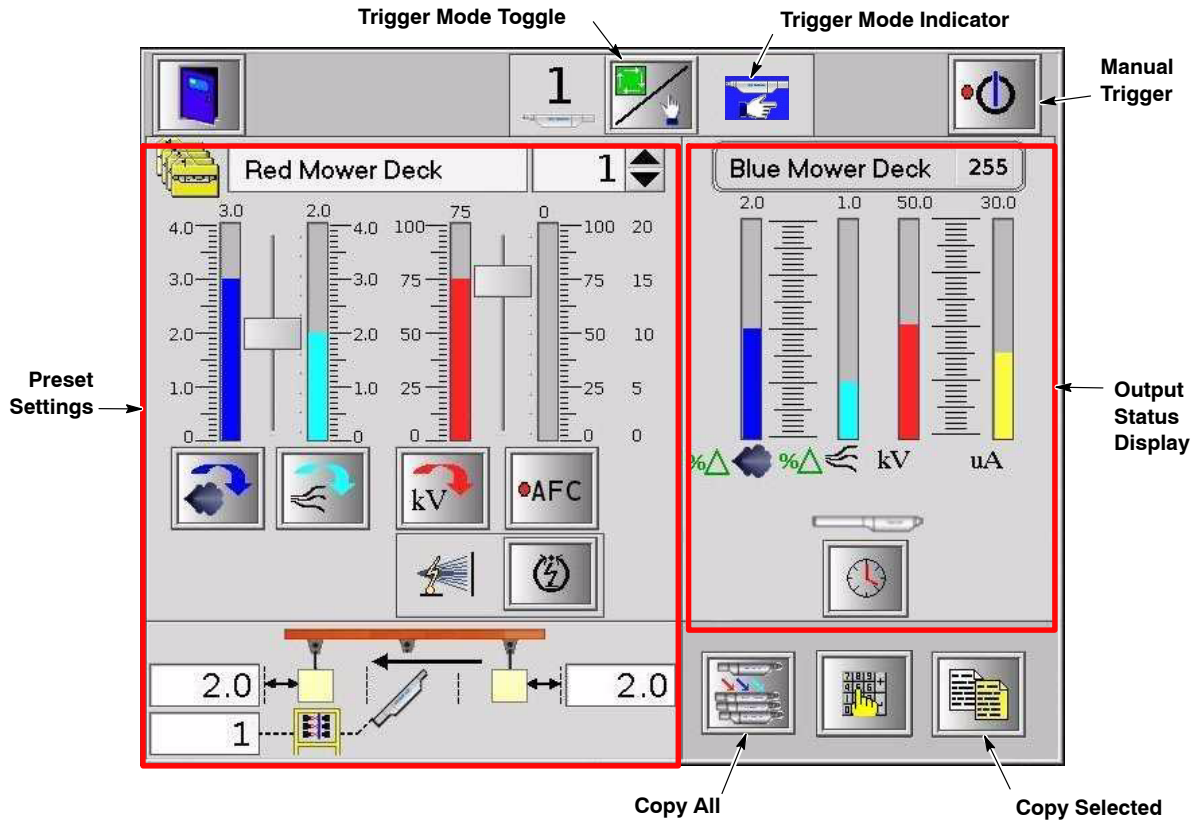 Trigger Mode Toggle
Trigger Mode Indicator
Manual
Trigger
1
Red Mower Deck
1
Blue Mower Deck
255
3.0
2.0
75
0
2.0
1.0
50.0
30.0
4.0
4.0
100
100
20
3.0
3.0
75
75
15
2.0
2.0
50
50
10
1.0
1.0
25
25
5
0
0
0
0
0
Preset
Settings
Output
Status
Display
%Δ
%Δ
kV
uA
kV
AFC
2.0
2.0
1
7 8 9 +
Copy All
Copy Selected